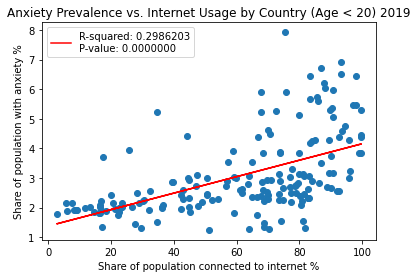 Anxiety Prevalence vs. Internet Usage by Country (Age < 20) 2019
R-squared: 0.2986203
P-value: 0.0000000
Share of population with anxiety %
8
7
6
5
4
3
2
1
0
20
40
60
80
100
Share of population connected to internet %